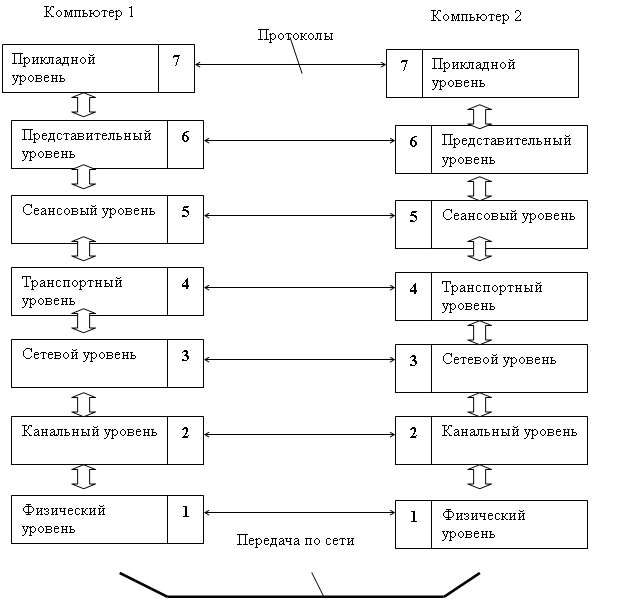 Компьютер 1
Компьютер 2
Протоколы
Прикладной
уровень
7
7
Прикладной
уровень
Представительный
уровень
6
6
Представительный
уровень
Сеансовый уровень
5
5
Сеансовый уровень
Транспортный
уровень
4
4
Транспортный
уровень
Сетевой уровень
3
3
Сетевой уровень
Канальный уровень
2
2
Канальный уровень
Физический
уровень
1
1
Физический
уровень
Передача по сети